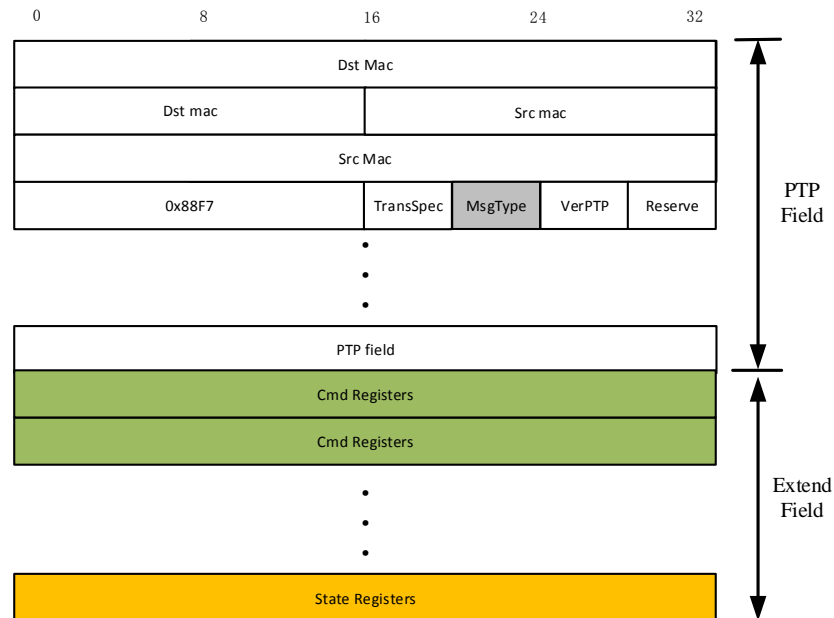 0 8 16 24 32
Dst Mac
Dst mac Src mac
Src Mac
0x88F7 TransSpec MsgType VerPTP Reserve
PTP
Field
PTP field
Cmd Registers
Cmd Registers
Extend
Field
State Registers